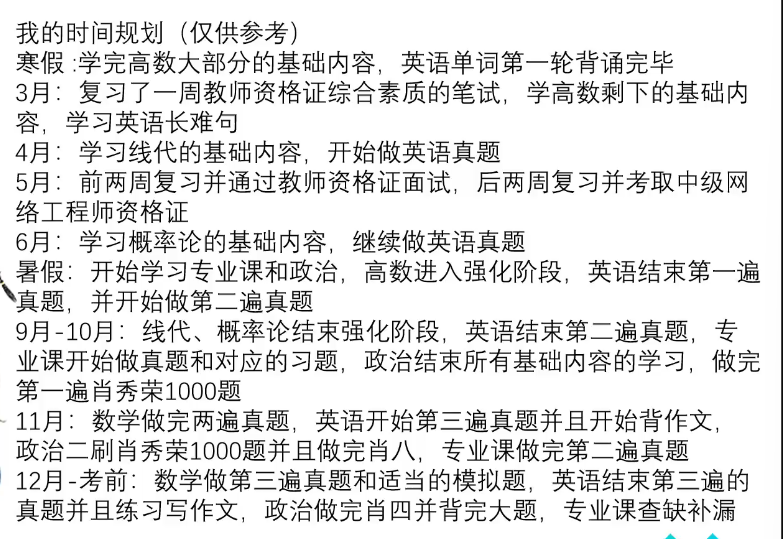 我的时间规划（仅供参考）
寒假 :学完高数大部分的基础内容，英语单词第一轮背诵完毕
3月：复习了一周教师资格证综合素质的笔试，学高数剩下的基础内
容，学习英语长难句
4月：学习线代的基础内容，开始做英语真题
5月：前两周复习并通过教师资格证面试，后两周复习并考取中级网
络工程师资格证
6月：学习概率论的基础内容，继续做英语真题
暑假：开始学习专业课和政治，高数进入强化阶段，英语结束第一遍
真题，并开始做第二遍真题
9月-10月：线代、概率论结束强化阶段，英语结束第二遍真题，专
业课开始做真题和对应的习题，政治结束所有基础内容的学习，做完
第一遍肖秀荣1000题
11月：数学做完两遍真题，英语开始第三遍真题并且开始背作文，
政治二刷肖秀荣1000题并且做完肖八，专业课做完第二遍真题
12月-考前：数学做第三遍真题和适当的模拟题，英语结束第三遍的
真题并且练习写作文，政治做完肖四并背完大题，专业课查缺补漏